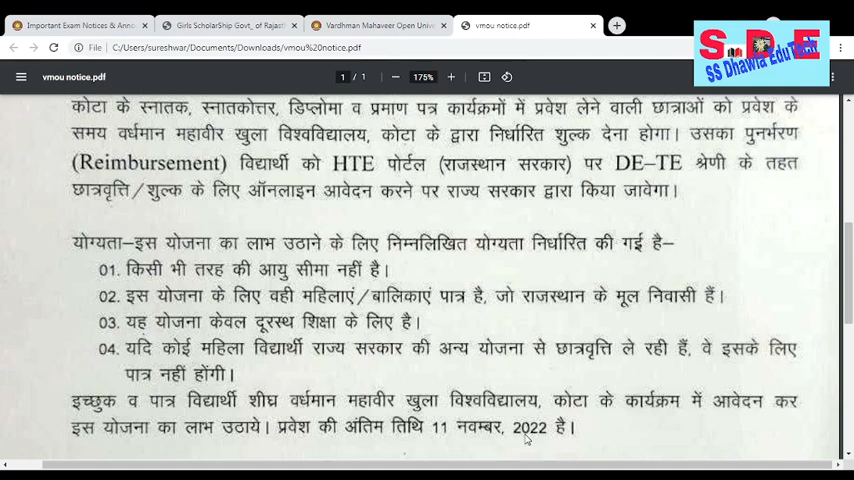 Important Exam Notices & Anno
Girls ScholarShip Govt_ of Rajast
Vardhman Mahaveer Open Univ
vmou notice.pdf
File
C:/Users/sureshwar/Documents/Downloads/vmou%20notice.pdf
S D E
SS Dhawla EduTech
vmou notice.pdf
1 / 1
175%
कोटा के स्नातक, स्नातकोत्तर, डिप्लोमा व प्रमाण पत्र कार्यक्रमों में प्रवेश लेने वाली छात्राओं को प्रवेश के
समय वर्धमान महावीर खुला विश्वविद्यालय, कोटा के द्वारा निर्धारित शुल्क देना होगा। उसका पुनर्भरण
(Reimbursement) विद्यार्थी को HTE पोर्टल (राजस्थान सरकार) पर DE–TE श्रेणी के तहत
छात्रवृत्ति/शुल्क के लिए ऑनलाइन आवेदन करने पर राज्य सरकार द्वारा किया जावेगा।
योग्यता–इस योजना का लाभ उठाने के लिए निम्नलिखित योग्यता निर्धारित की गई है–
01. किसी भी तरह की आयु सीमा नहीं है।
02. इस योजना के लिए वही महिलाएं/बालिकाएं पात्र है, जो राजस्थान के मूल निवासी हैं।
03. यह योजना केवल दूरस्थ शिक्षा के लिए है।
04. यदि कोई महिला विद्यार्थी राज्य सरकार की अन्य योजना से छात्रवृत्ति ले रही हैं, वे इसके लिए
पात्र नहीं होंगी।
इच्छुक व पात्र विद्यार्थी शीघ्र वर्धमान महावीर खुला विश्वविद्यालय, कोटा के कार्यक्रम में आवेदन कर
इस योजना का लाभ उठाये। प्रवेश की अंतिम तिथि 11 नवम्बर, 2022 है।